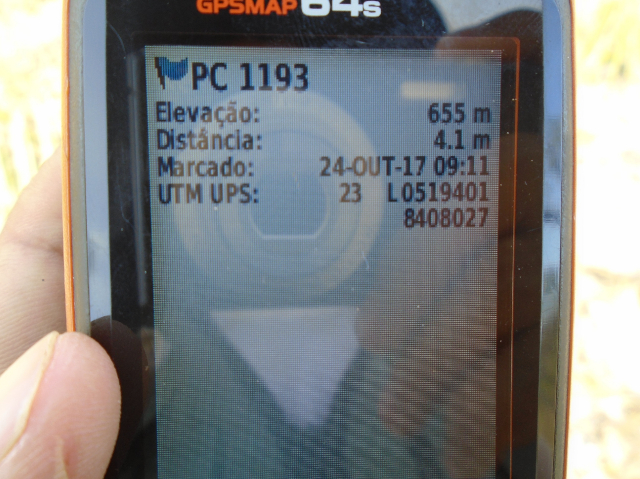 GPSMAP 64s
PC 1193
Elevação: 655 m
Distância: 4.1 m
Marcado: 24-OUT-17 09:11
UTM UPS: 23 L 0519401
8408027